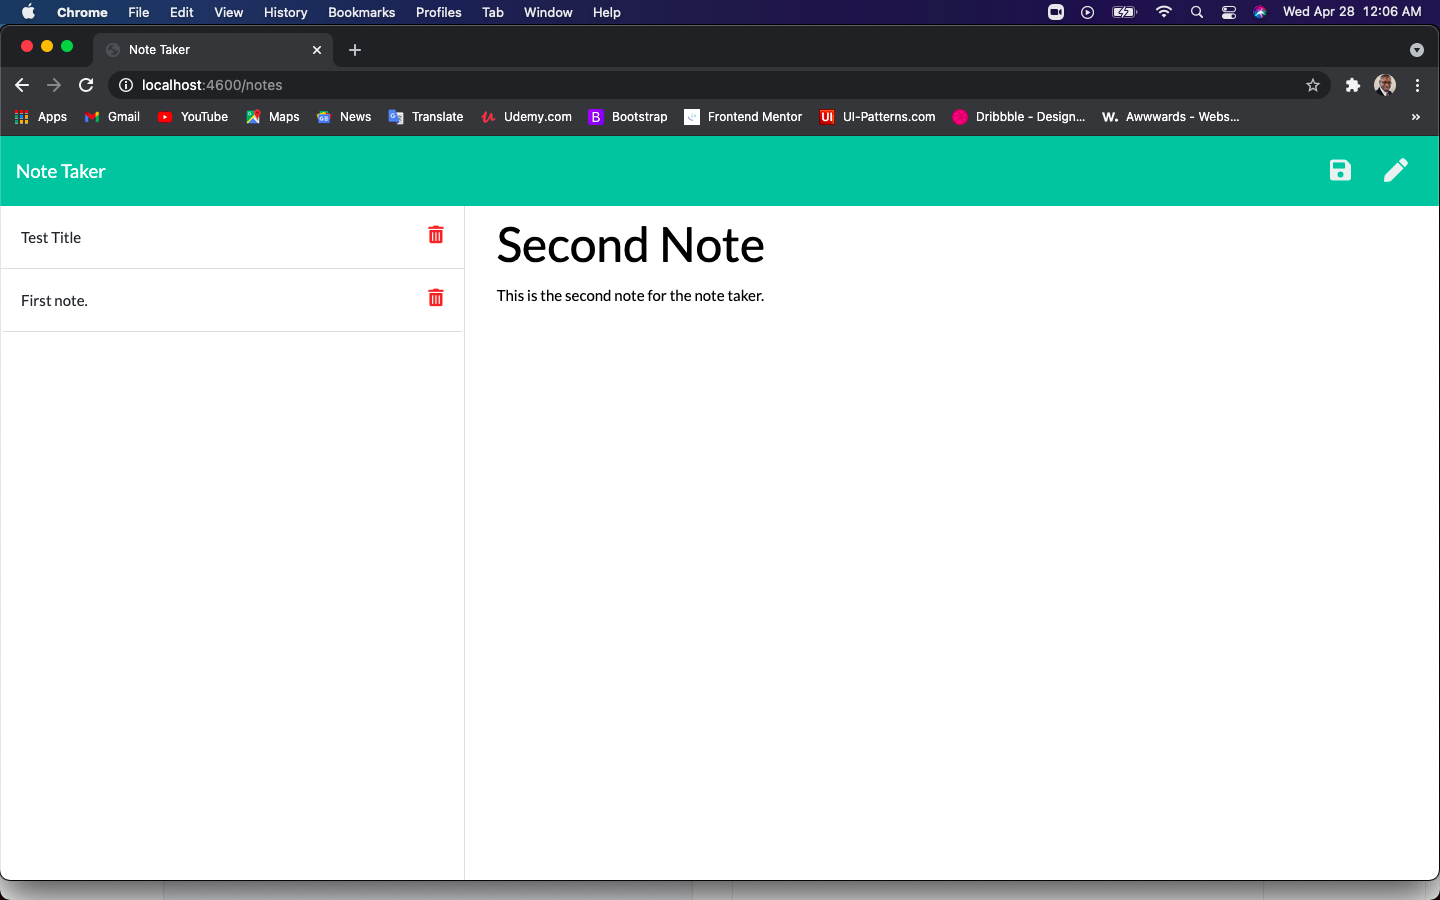 Chrome File Edit View History Bookmarks Profiles Tab Window Help Wed Apr 28 12:06 AM
Note Taker
localhost:4600/notes
Apps Gmail YouTube Maps News Translate Udemy.com B Bootstrap Frontend Mentor UI UI-Patterns.com Dribbble - Design... W. Awwwards - Webs... »
Note Taker
Test Title
First note.
Second Note
This is the second note for the note taker.